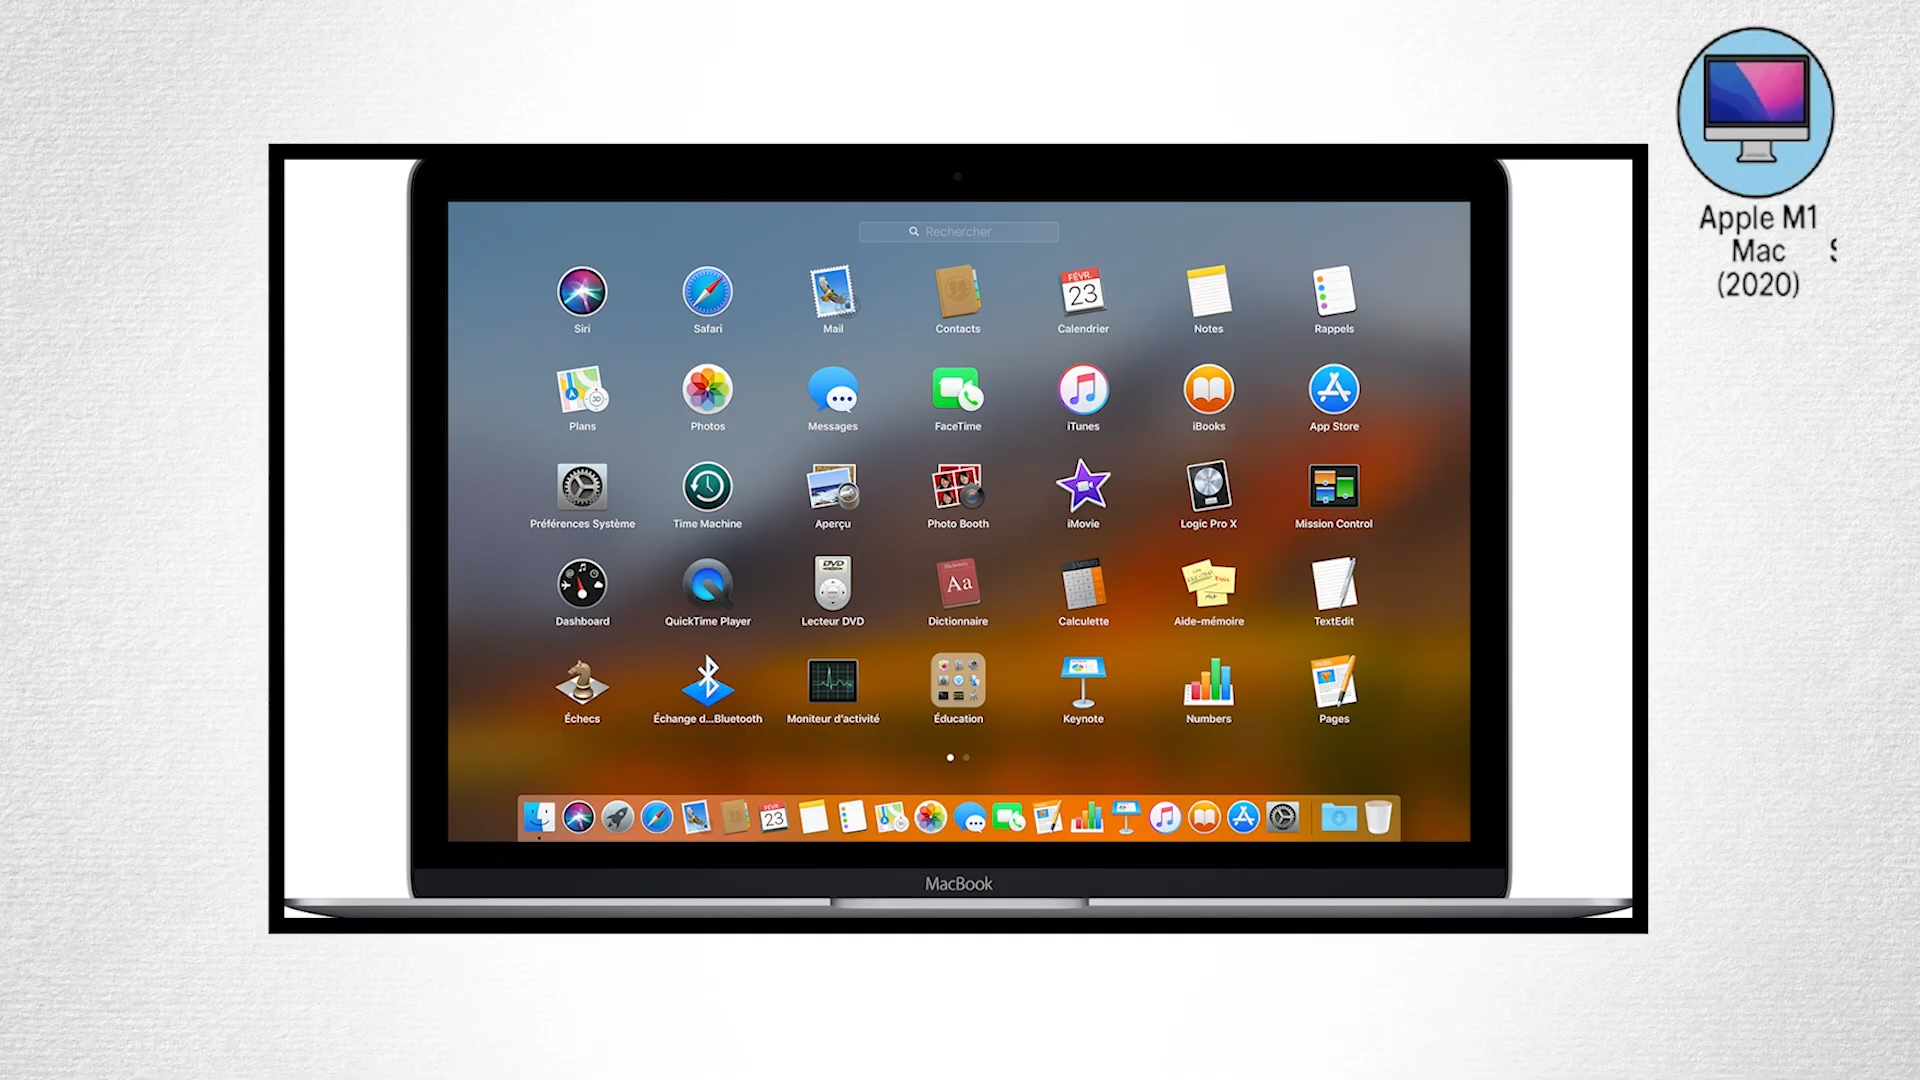 Apple M1
Mac
(2020)
Rechercher
Siri
Safari
Mail
Contacts
FÉVR.
23
Calendrier
Notes
Rappels
Plans
Photos
Messages
FaceTime
iTunes
iBooks
App Store
Préférences Système
Time Machine
Aperçu
Photo Booth
iMovie
Logic Pro X
Mission Control
Dashboard
QuickTime Player
DVD
Lecteur DVD
Dictionary
Aa
Dictionnaire
Calculette
Aide-mémoire
TextEdit
Échecs
Échange d...Bluetooth
Moniteur d'activité
Éducation
Keynote
Numbers
PAGES
Pages
23
MacBook